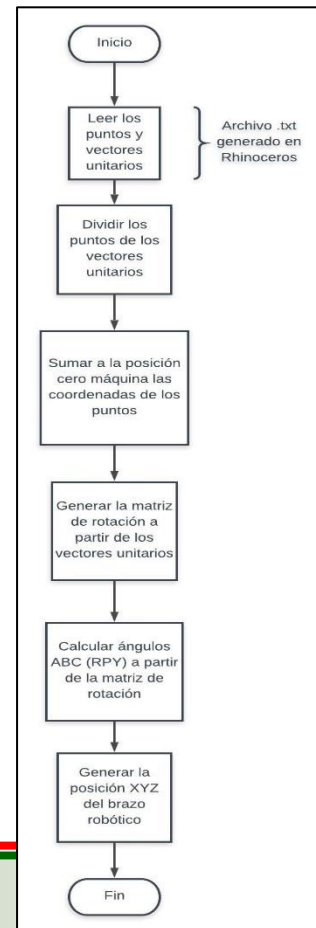 Inicio
Leer los
puntos y
vectores
unitarios
Archivo .txt
generado en
Rhinoceros
Dividir los
puntos de los
vectores
unitarios
Sumar a la posición
cero máquina las
coordenadas de los
puntos
Generar la matriz
de rotación a
partir de los
vectores unitarios
Calcular ángulos
ABC (RPY) a partir
de la matriz de
rotación
Generar la
posición XYZ
del brazo
robótico
Fin